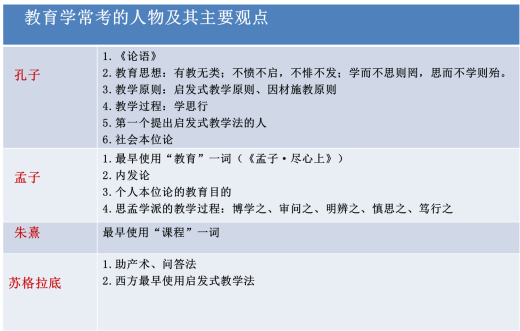 教育学常考的人物及其主要观点
孔子
1.《论语》
2.教育思想：有教无类；不愤不启，不悱不发；学而不思则罔，思而不学则殆。
3.教学原则：启发式教学原则、因材施教原则
4.教学过程：学思行
5.第一个提出启发式教学法的人
6.社会本位论
孟子
1.最早使用“教育”一词（《孟子·尽心上》）
2.内发论
3.个人本位论的教育目的
4.思孟学派的教学过程：博学之、审问之、明辨之、慎思之、笃行之
朱熹
最早使用“课程”一词
苏格拉底
1.助产术、问答法
2.西方最早使用启发式教学法